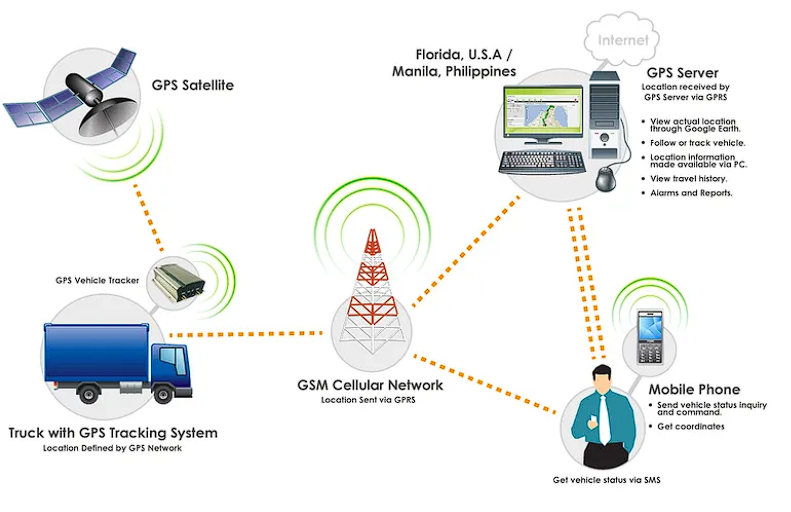 Internet
Florida, U.S.A /
Manila, Philippines
GPS Server
Location received by
GPS Server via GPRS
• View actual location
through Google Earth.
• Follow or track vehicle.
• Location information
made available via PC.
• View travel history.
• Alarms and Reports.
GPS Satellite
GPS Vehicle Tracker
GSM Cellular Network
Location Sent via GPRS
Truck with GPS Tracking System
Location Defined by GPS Network
Mobile Phone
• Send vehicle status inquiry
and command.
• Get coordinates
Get vehicle status via SMS